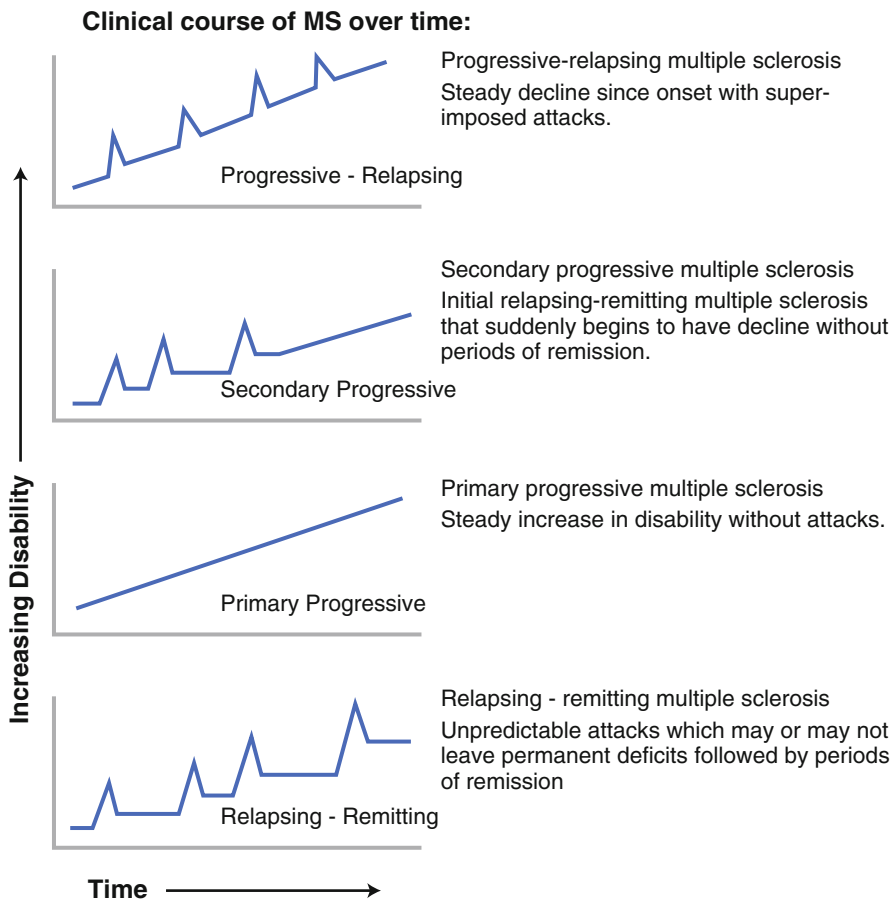 Clinical course of MS over time:
Progressive-relapsing multiple sclerosis
Steady decline since onset with super-
imposed attacks.
Progressive - Relapsing
Secondary progressive multiple sclerosis
Initial relapsing-remitting multiple sclerosis
that suddenly begins to have decline without
periods of remission.
Secondary Progressive
Primary progressive multiple sclerosis
Steady increase in disability without attacks.
Primary Progressive
Relapsing - remitting multiple sclerosis
Unpredictable attacks which may or may not
leave permanent deficits followed by periods
of remission
Relapsing - Remitting
Increasing Disability
Time